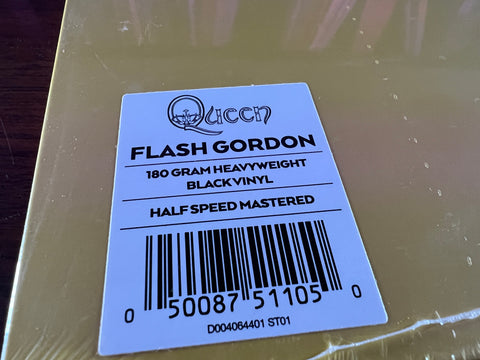 Queen
FLASH GORDON
180 GRAM HEAVYWEIGHT
BLACK VINYL
HALF SPEED MASTERED
0 50087 51105 0
D004064401 ST01